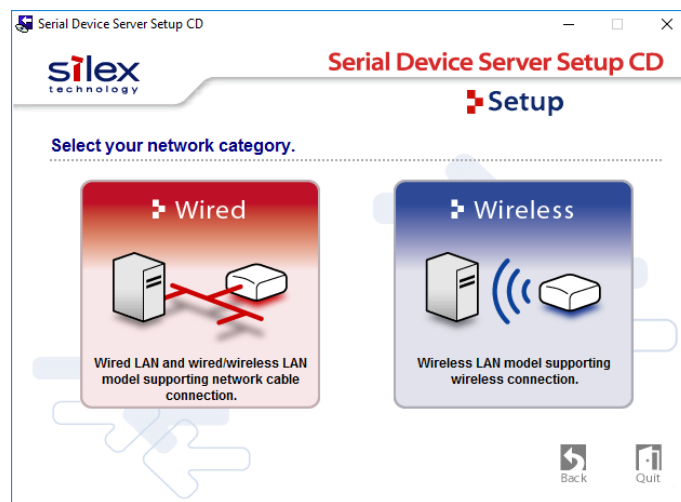 Serial Device Server Setup CD
silex
technology
Serial Device Server Setup CD
Setup
Select your network category.
Wired
Wired LAN and wired/wireless LAN
model supporting network cable
connection.
Wireless
Wireless LAN model supporting
wireless connection.
Back
Quit